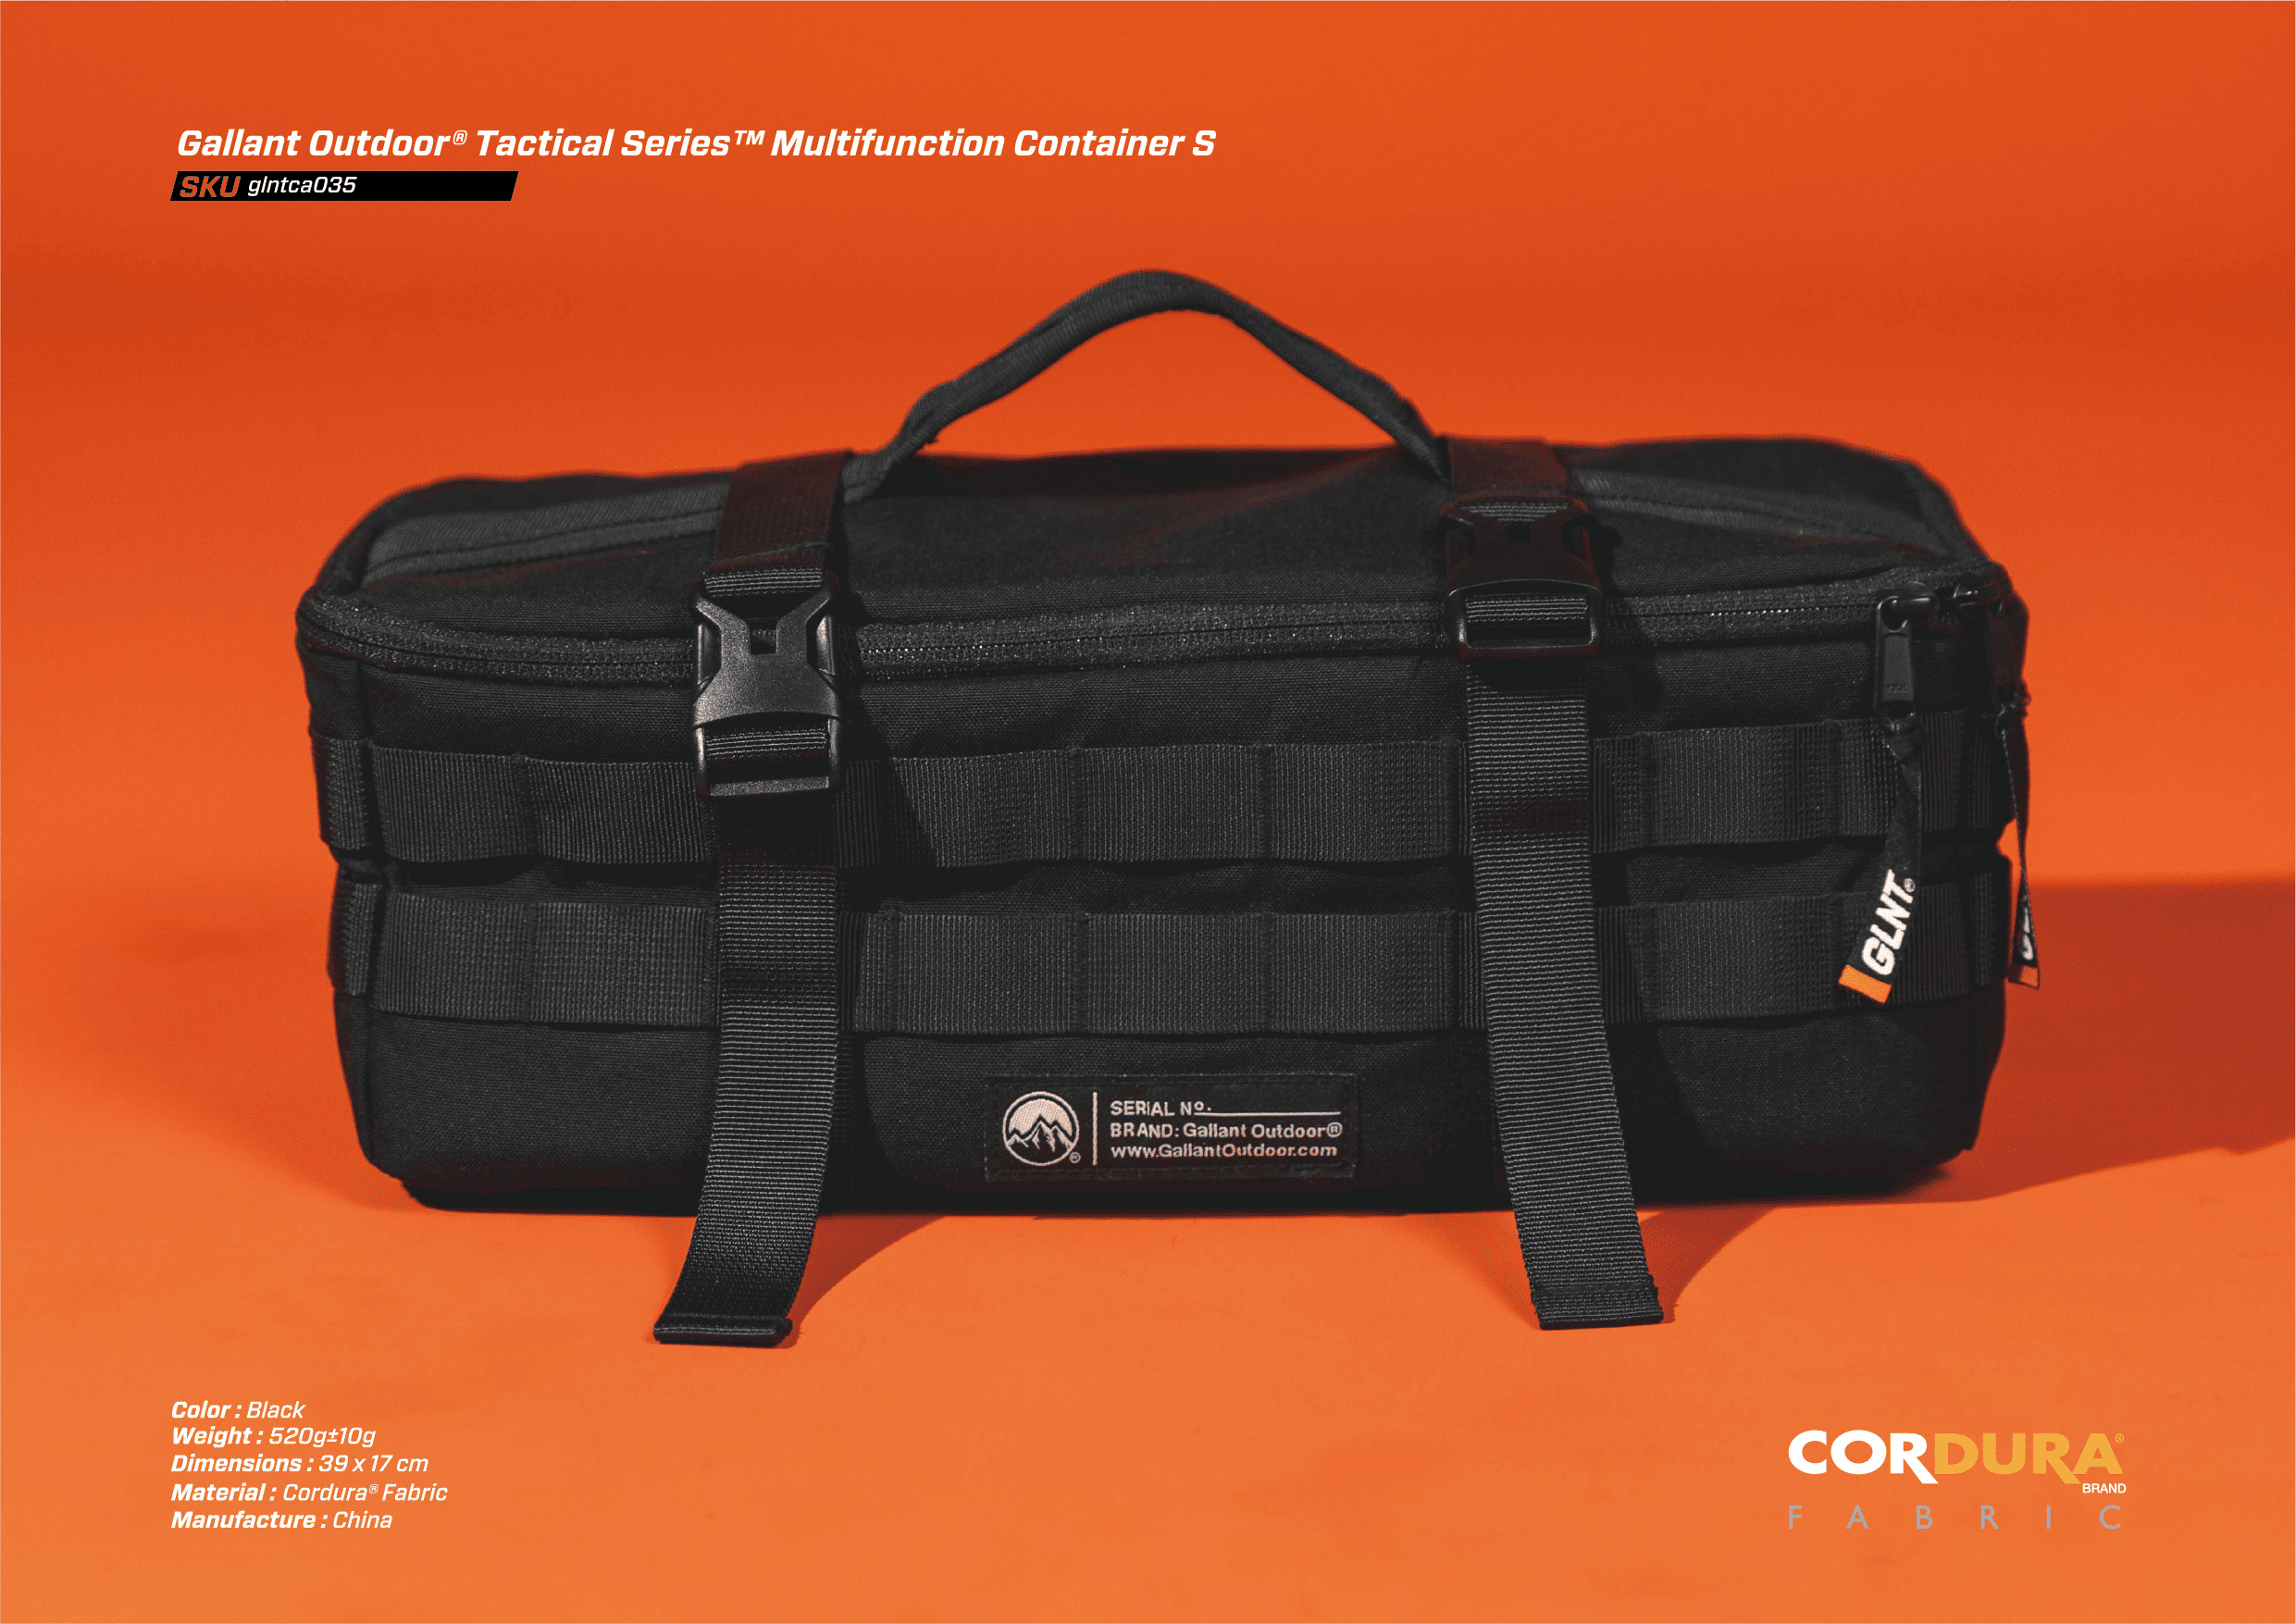 Gallant Outdoor® Tactical Series™ Multifunction Container S
SKU glntca035
GLNT®
SERIAL Nº.
BRAND: Gallant Outdoor®
www.GallantOutdoor.com
Color : Black
Weight : 520g±10g
Dimensions : 39 x 17 cm
Material : Cordura® Fabric
Manufacture : China
CORDURA®
BRAND
FABRIC